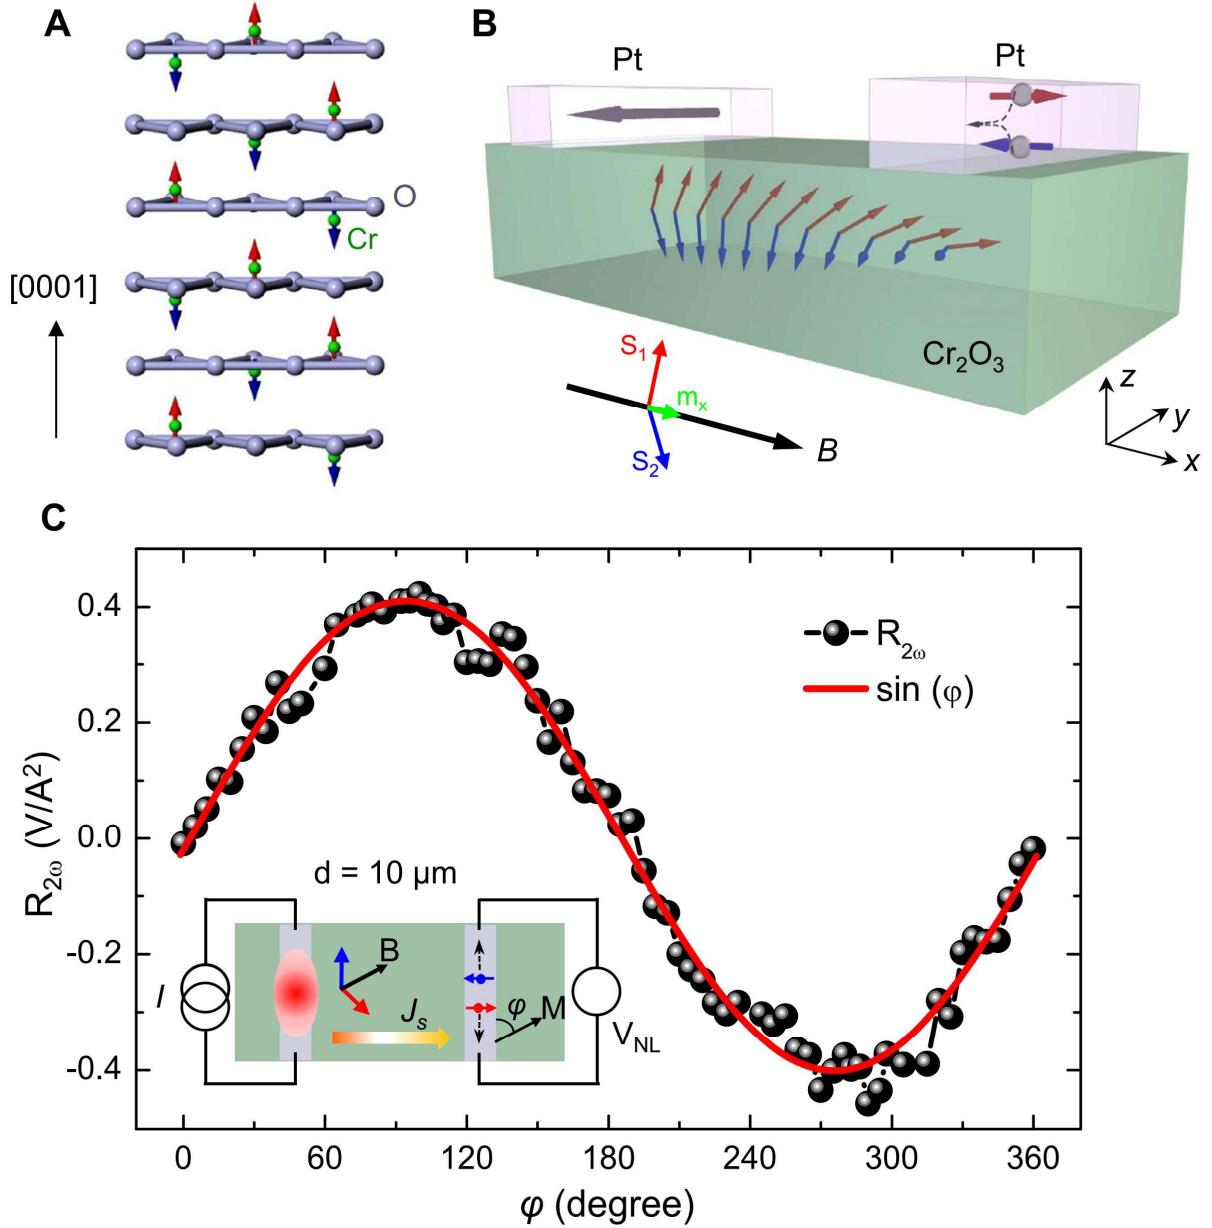 A
O
Cr
[0001]
B
Pt
Pt
Cr₂O₃
S₁
mₓ
S₂
B
z
y
x
C
R₂ω (V/A²)
0.4
0.2
0.0
-0.2
-0.4
R₂ω
sin (φ)
d = 10 μm
I
B
Jₛ
φ
M
V_NL
0
60
120
180
240
300
360
φ (degree)